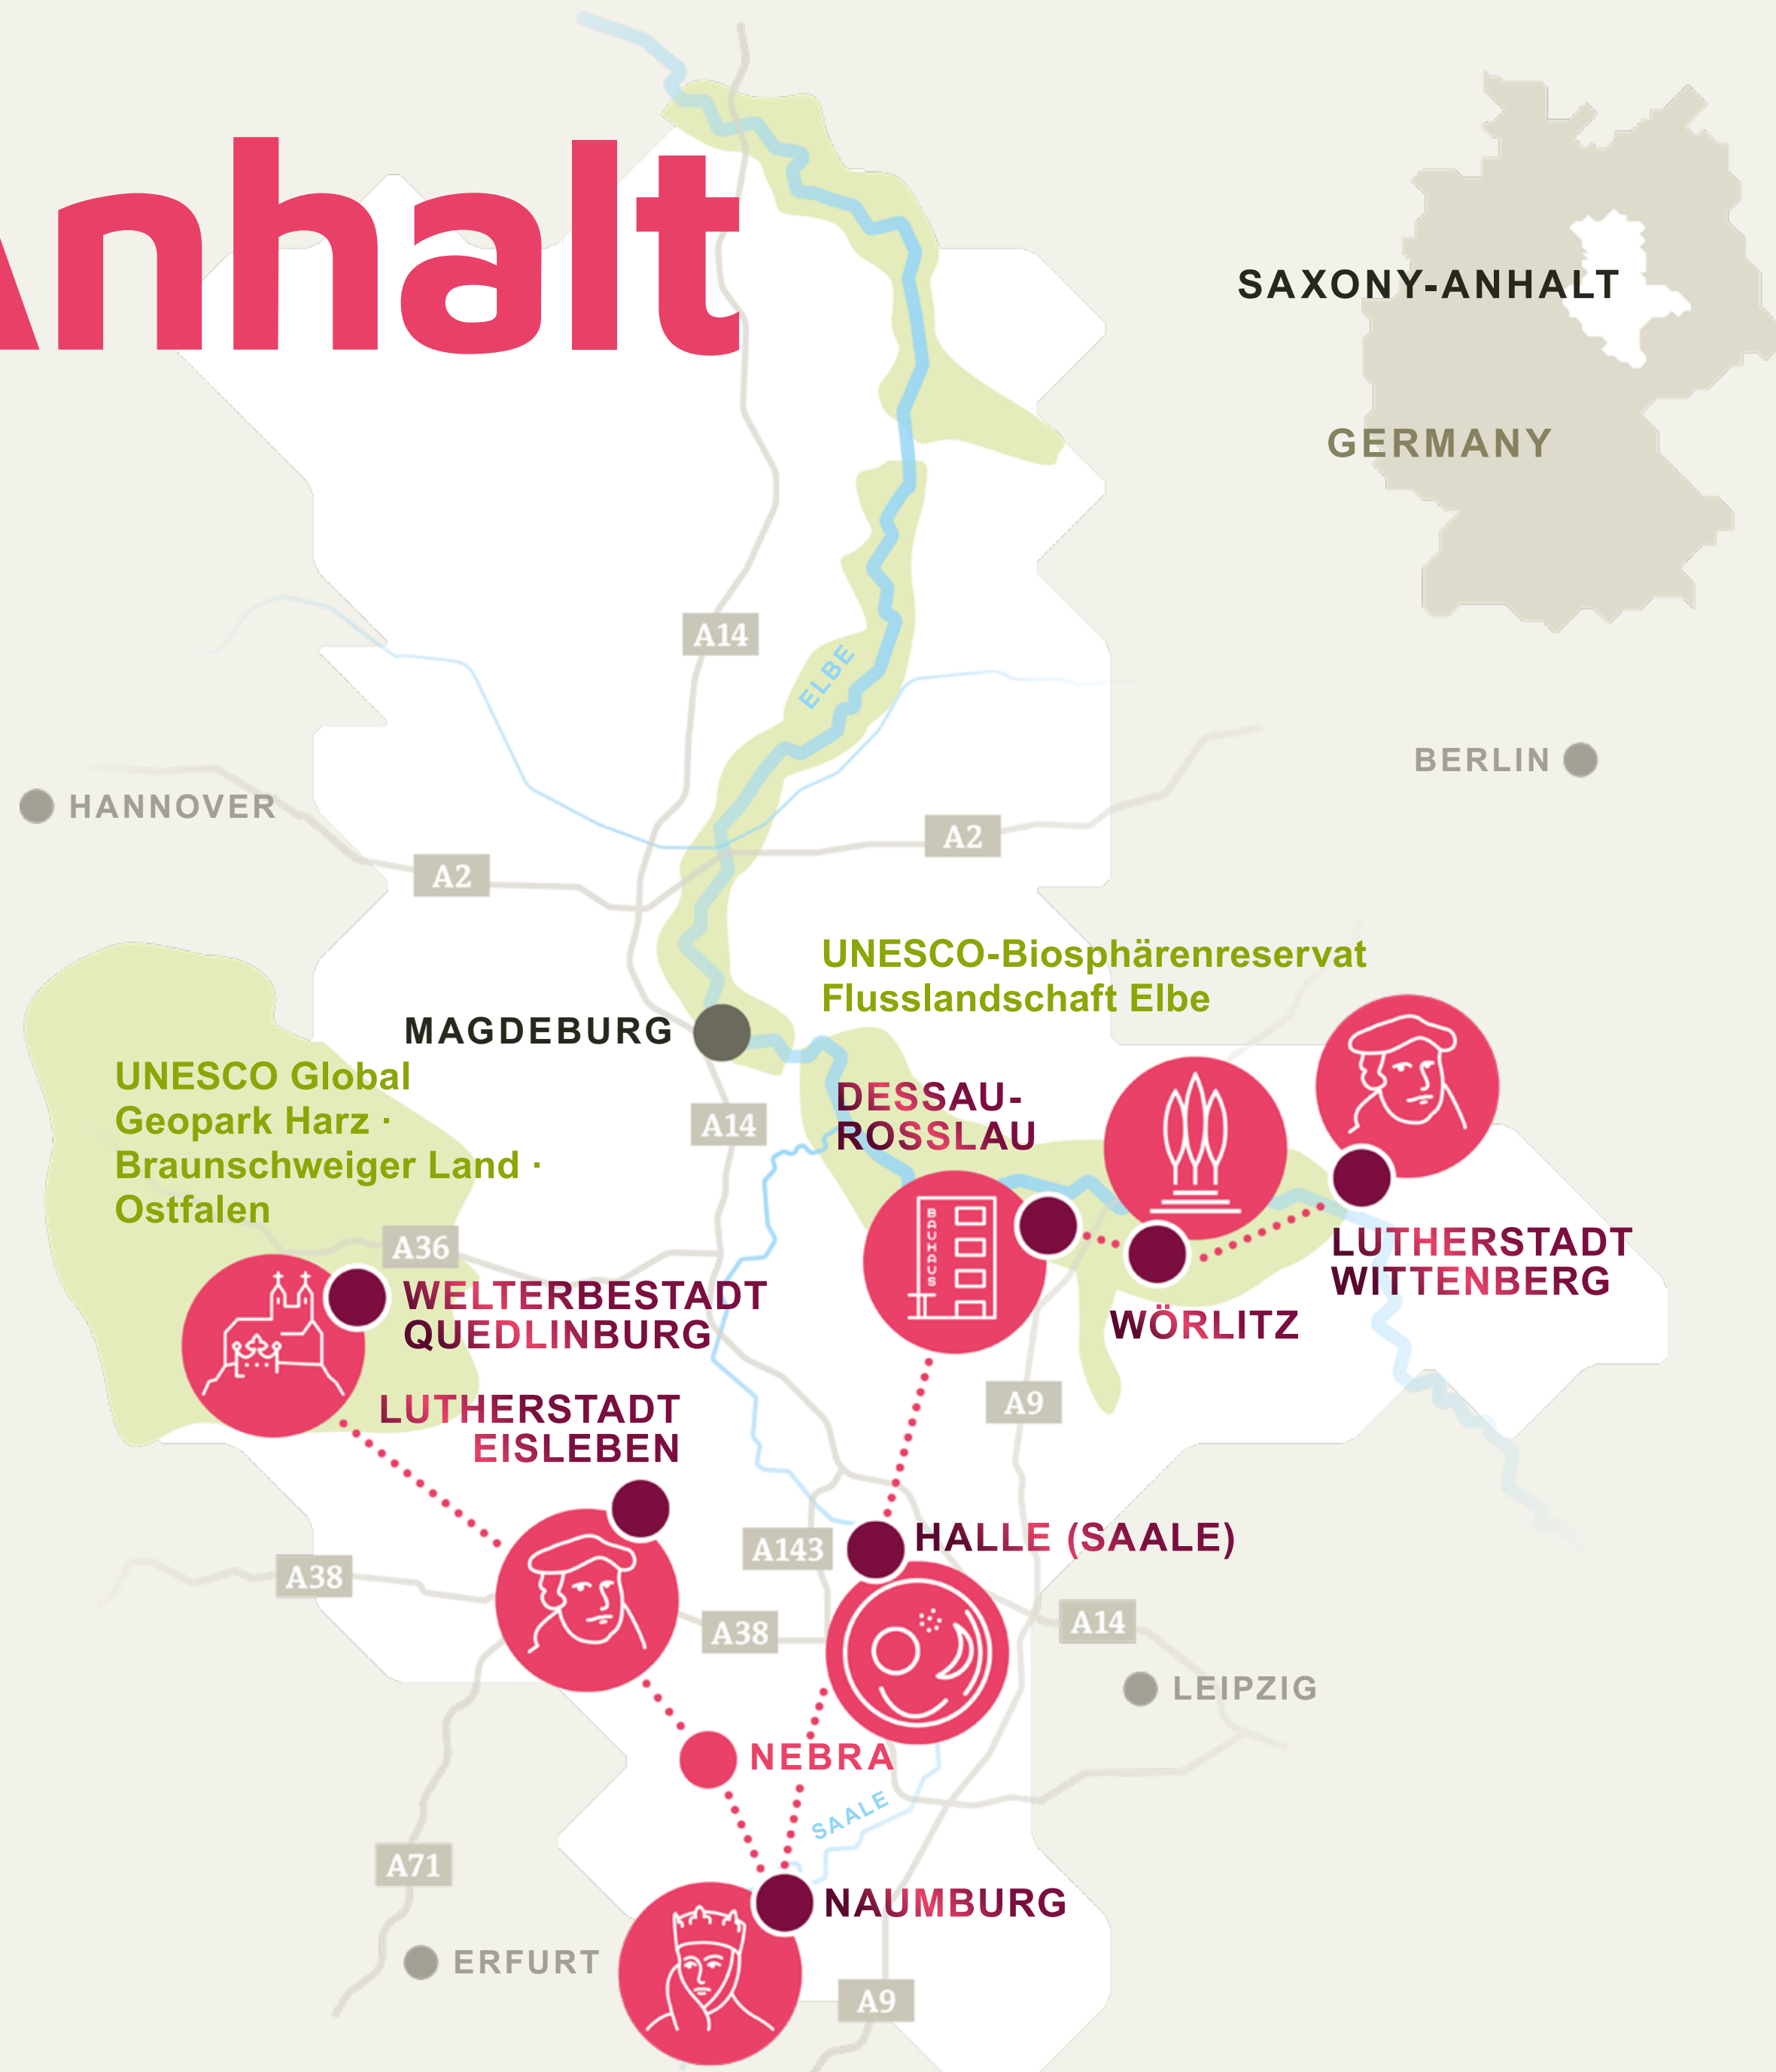 Anhalt
SAXONY-ANHALT
GERMANY
A14
ELBE
BERLIN
HANNOVER
A2
A2
UNESCO-Biosphärenreservat
Flusslandschaft Elbe
MAGDEBURG
UNESCO Global
Geopark Harz ·
Braunschweiger Land ·
Ostfalen
DESSAU-
ROSSLAU
A14
BAUHAUS
A36
LUTHERSTADT
WITTENBERG
WELTERBESTADT
QUEDLINBURG
WÖRLITZ
LUTHERSTADT
EISLEBEN
A9
HALLE (SAALE)
A143
A38
A38
A14
LEIPZIG
NEBRA
SAALE
A71
NAUMBURG
ERFURT
A9